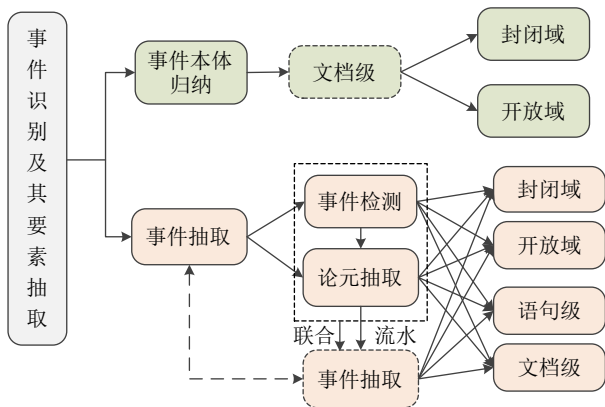 事件识别及其要素抽取
事件本体
归纳
文档级
封闭域
开放域
事件抽取
事件检测
论元抽取
联合
流水
事件抽取
封闭域
开放域
语句级
文档级